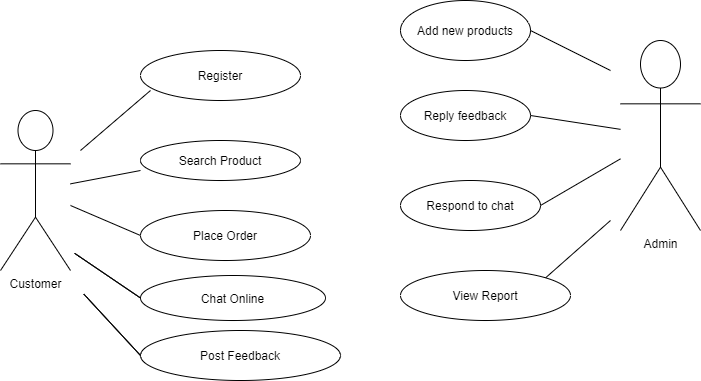 Add new products
Register
Reply feedback
Search Product
Respond to chat
Place Order
Admin
Customer
Chat Online
View Report
Post Feedback